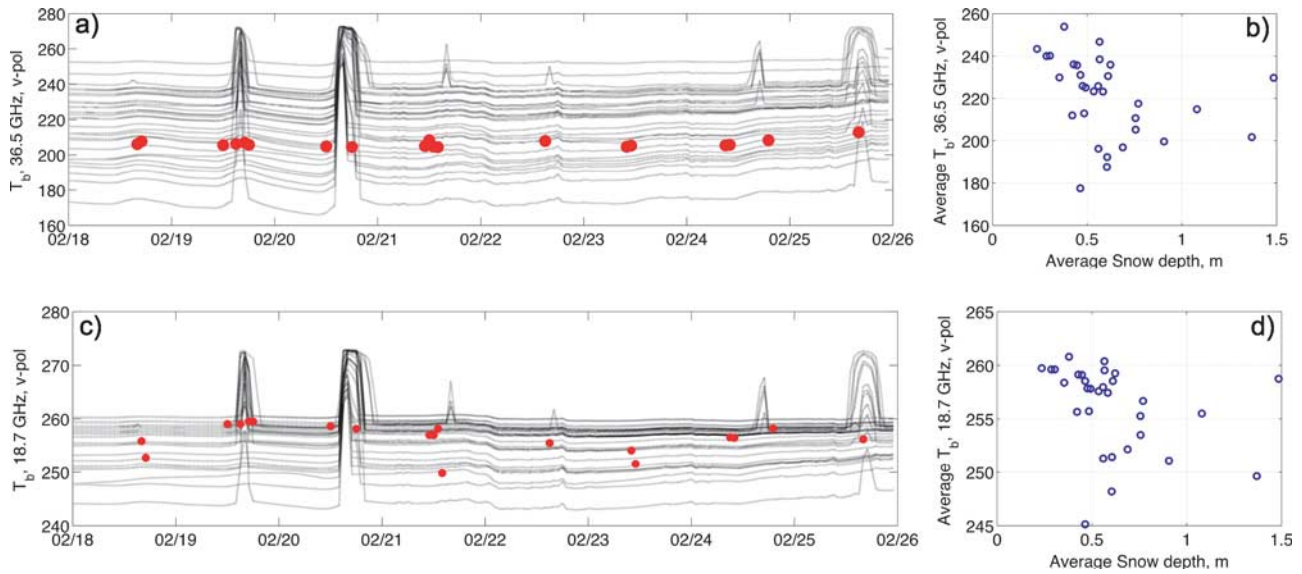 a)
T_b, 36.5 GHz, v-pol
280
260
240
220
200
180
160
02/18 02/19 02/20 02/21 02/22 02/23 02/24 02/25 02/26
b)
Average T_b, 36.5 GHz, v-pol
260
240
220
200
180
160
0 0.5 1 1.5
Average Snow depth, m
c)
T_b, 18.7 GHz, v-pol
280
270
260
250
240
02/18 02/19 02/20 02/21 02/22 02/23 02/24 02/25 02/26
d)
Average T_b, 18.7 GHz, v-pol
265
260
255
250
245
0 0.5 1 1.5
Average Snow depth, m